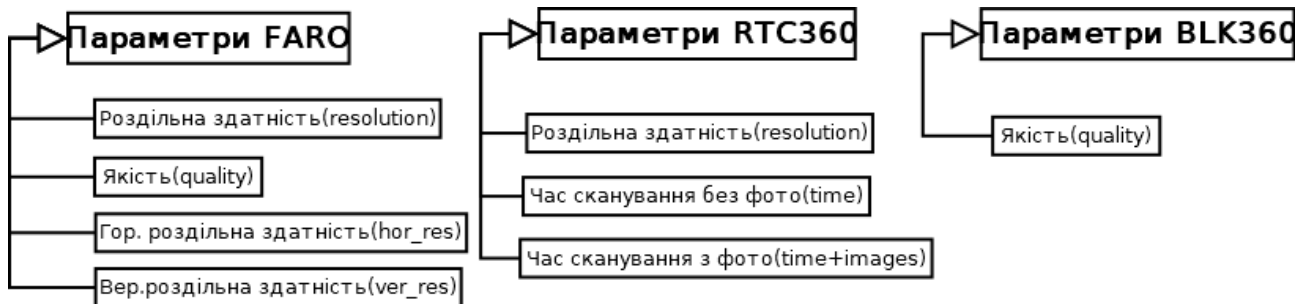 Параметри FARO
Роздільна здатність(resolution)
Якість(quality)
Гор. роздільна здатність(hor_res)
Вер.роздільна здатність(ver_res)
Параметри RTC360
Роздільна здатність(resolution)
Час сканування без фото(time)
Час сканування з фото(time+images)
Параметри BLK360
Якість(quality)